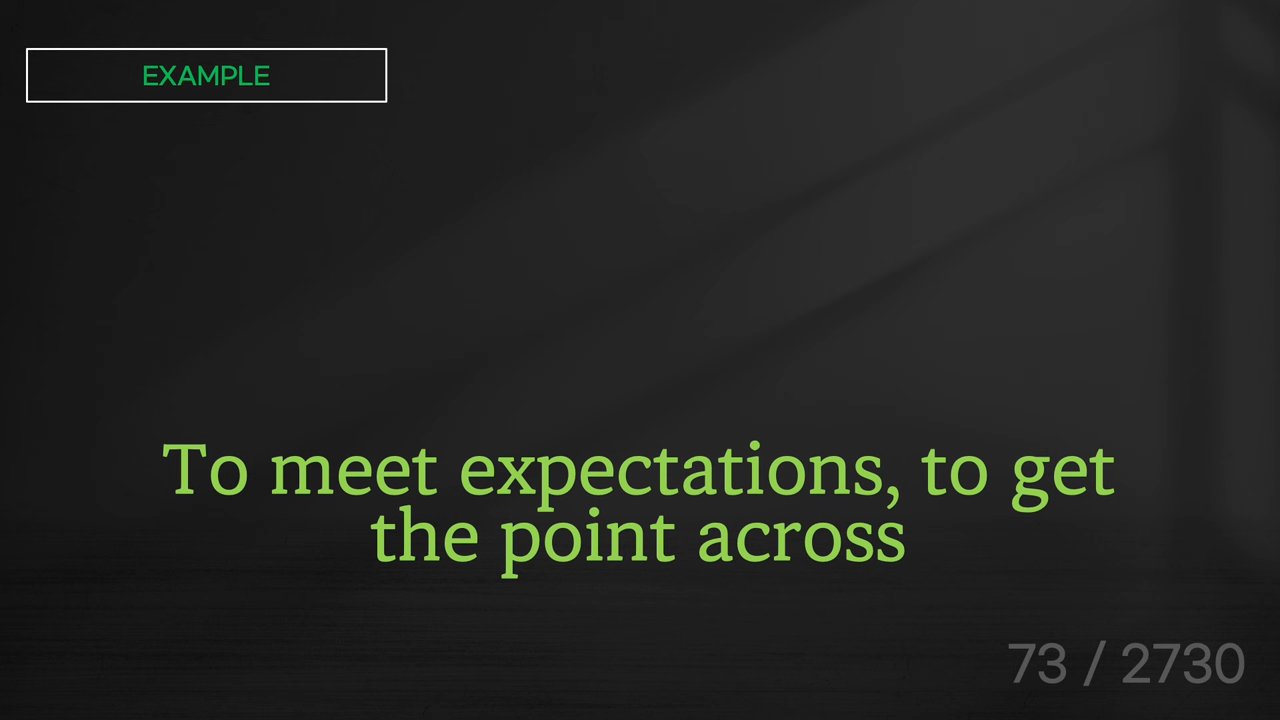 EXAMPLE
To meet expectations, to get
the point across
73 / 2730